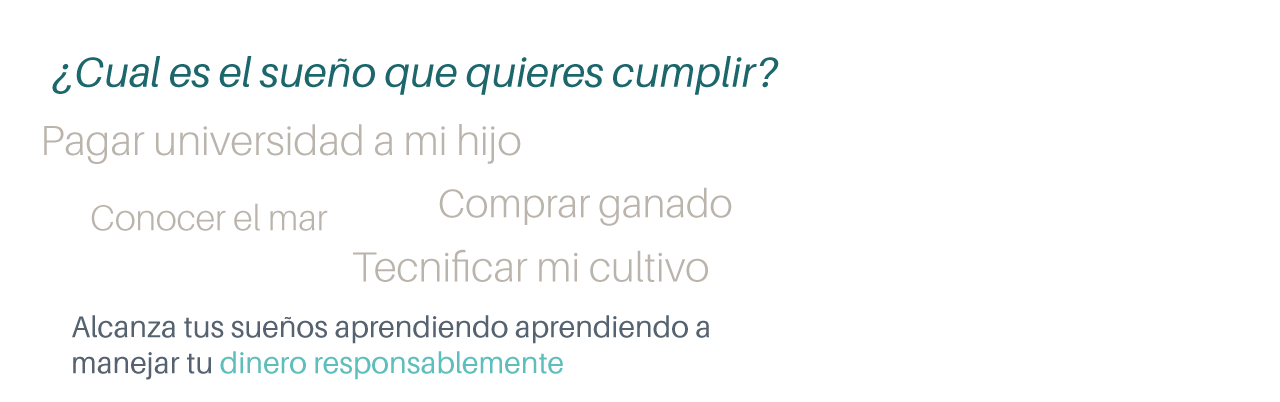 ¿Cual es el sueño que quieres cumplir?
Pagar universidad a mi hijo
Comprar ganado
Conocer el mar
Tecnificar mi cultivo
Alcanza tus sueños aprendiendo aprendiendo a
manejar tu dinero responsablemente